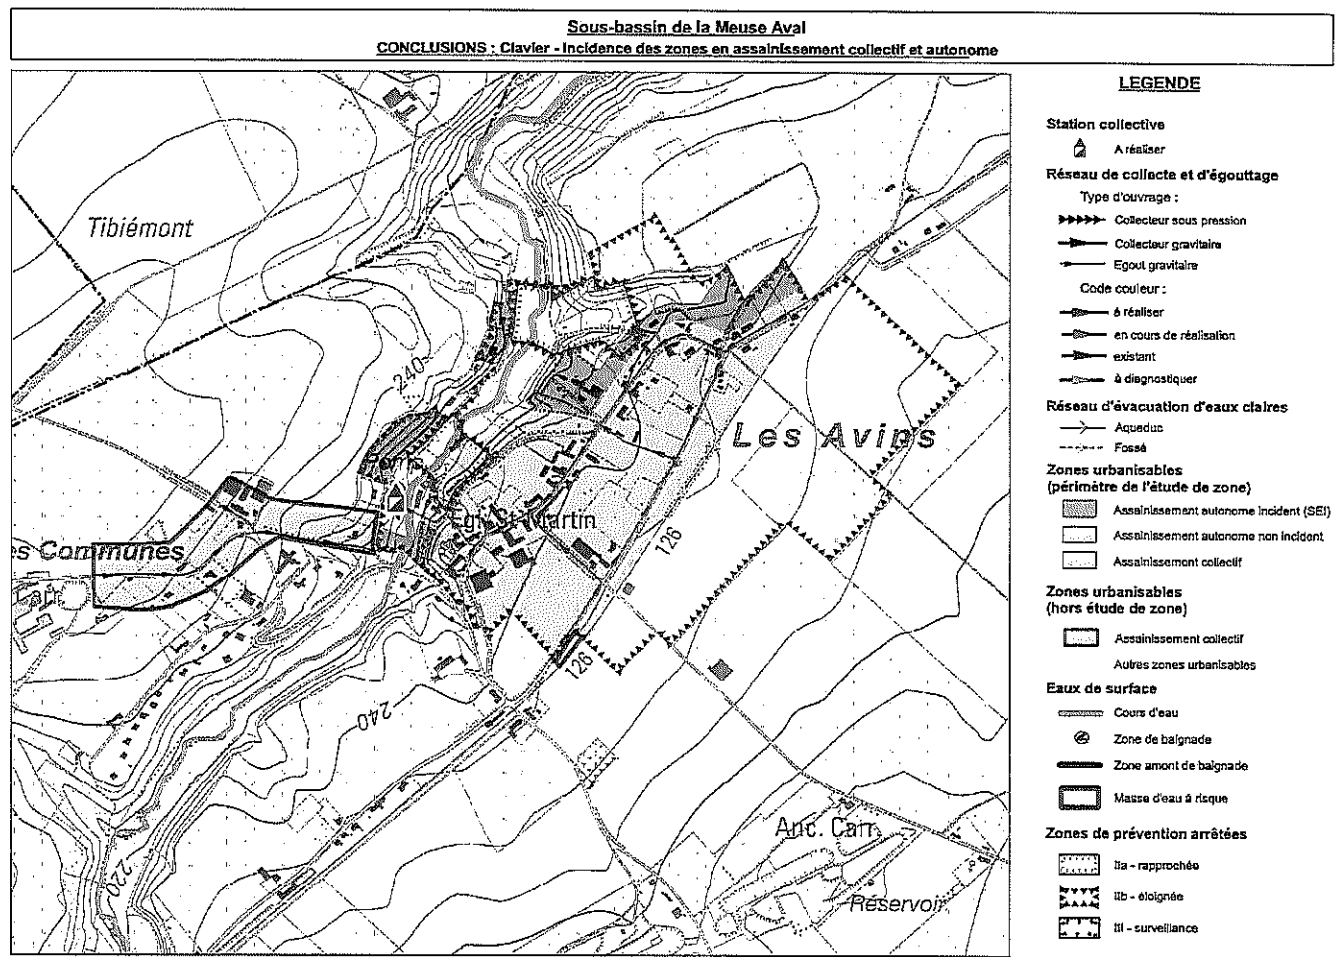 Sous-bassin de la Meuse Aval
CONCLUSIONS : Clavier - Incidence des zones en assainissement collectif et autonome
LEGENDE
Station collective
A réaliser
Réseau de collecte et d'égouttage
Type d'ouvrage :
Collecteur sous pression
Collecteur gravitaire
Egout gravitaire
Code couleur :
à réaliser
en cours de réalisation
existant
à diagnostiquer
Réseau d'évacuation d'eaux claires
Aqueduc
Fossé
Zones urbanisables
(périmètre de l'étude de zone)
Assainissement autonome incident (SEI)
Assainissement autonome non incident
Assainissement collectif
Zones urbanisables
(hors étude de zone)
Assainissement collectif
Autres zones urbanisables
Eaux de surface
Cours d'eau
Zone de baignade
Zone amont de baignade
Masse d'eau à risque
Zones de prévention arrêtées
IIa - rapprochée
IIb - éloignée
III - surveillance
Tibiémont
240
Les Avins
Ferme
Egl. St-Martin
126
es Communes
Carr.
126
240
220
Anc. Carr.
Réservoir